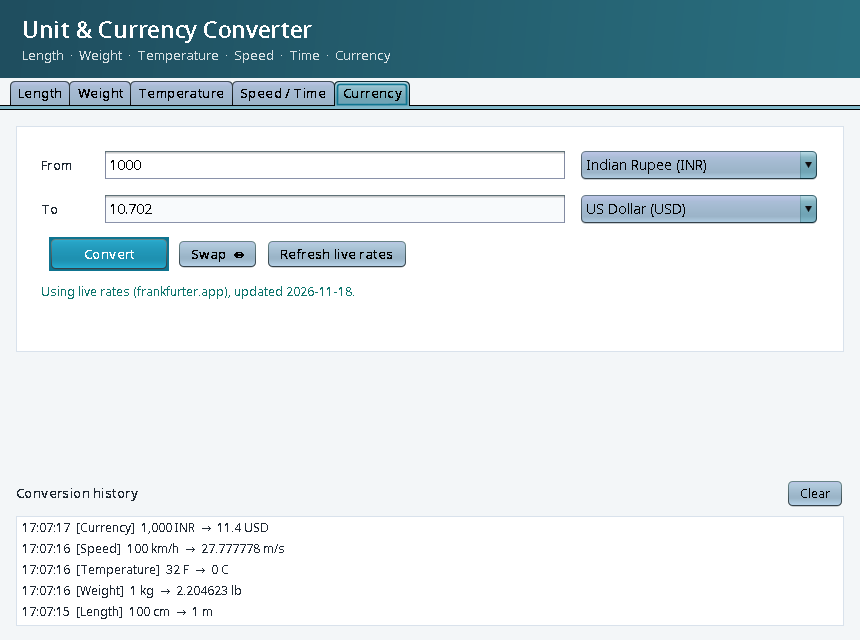 Unit & Currency Converter
Length · Weight · Temperature · Speed · Time · Currency
Length Weight Temperature Speed / Time Currency
From 1000 Indian Rupee (INR)
To 10.702 US Dollar (USD)
Convert Swap ⇔ Refresh live rates
Using live rates (frankfurter.app), updated 2026-11-18.
Conversion history Clear
17:07:17 [Currency] 1,000 INR → 11.4 USD
17:07:16 [Speed] 100 km/h → 27.777778 m/s
17:07:16 [Temperature] 32 F → 0 C
17:07:16 [Weight] 1 kg → 2.204623 lb
17:07:15 [Length] 100 cm → 1 m